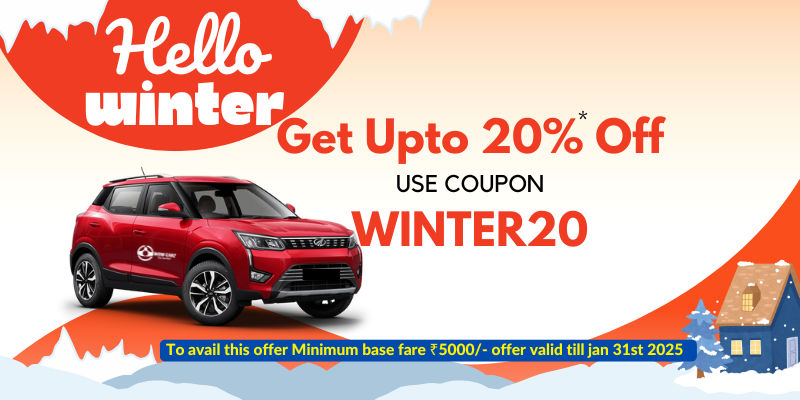 Hello
winter
Get Upto 20%* Off
USE COUPON
WINTER20
To avail this offer Minimum base fare ₹5000/- offer valid till jan 31st 2025